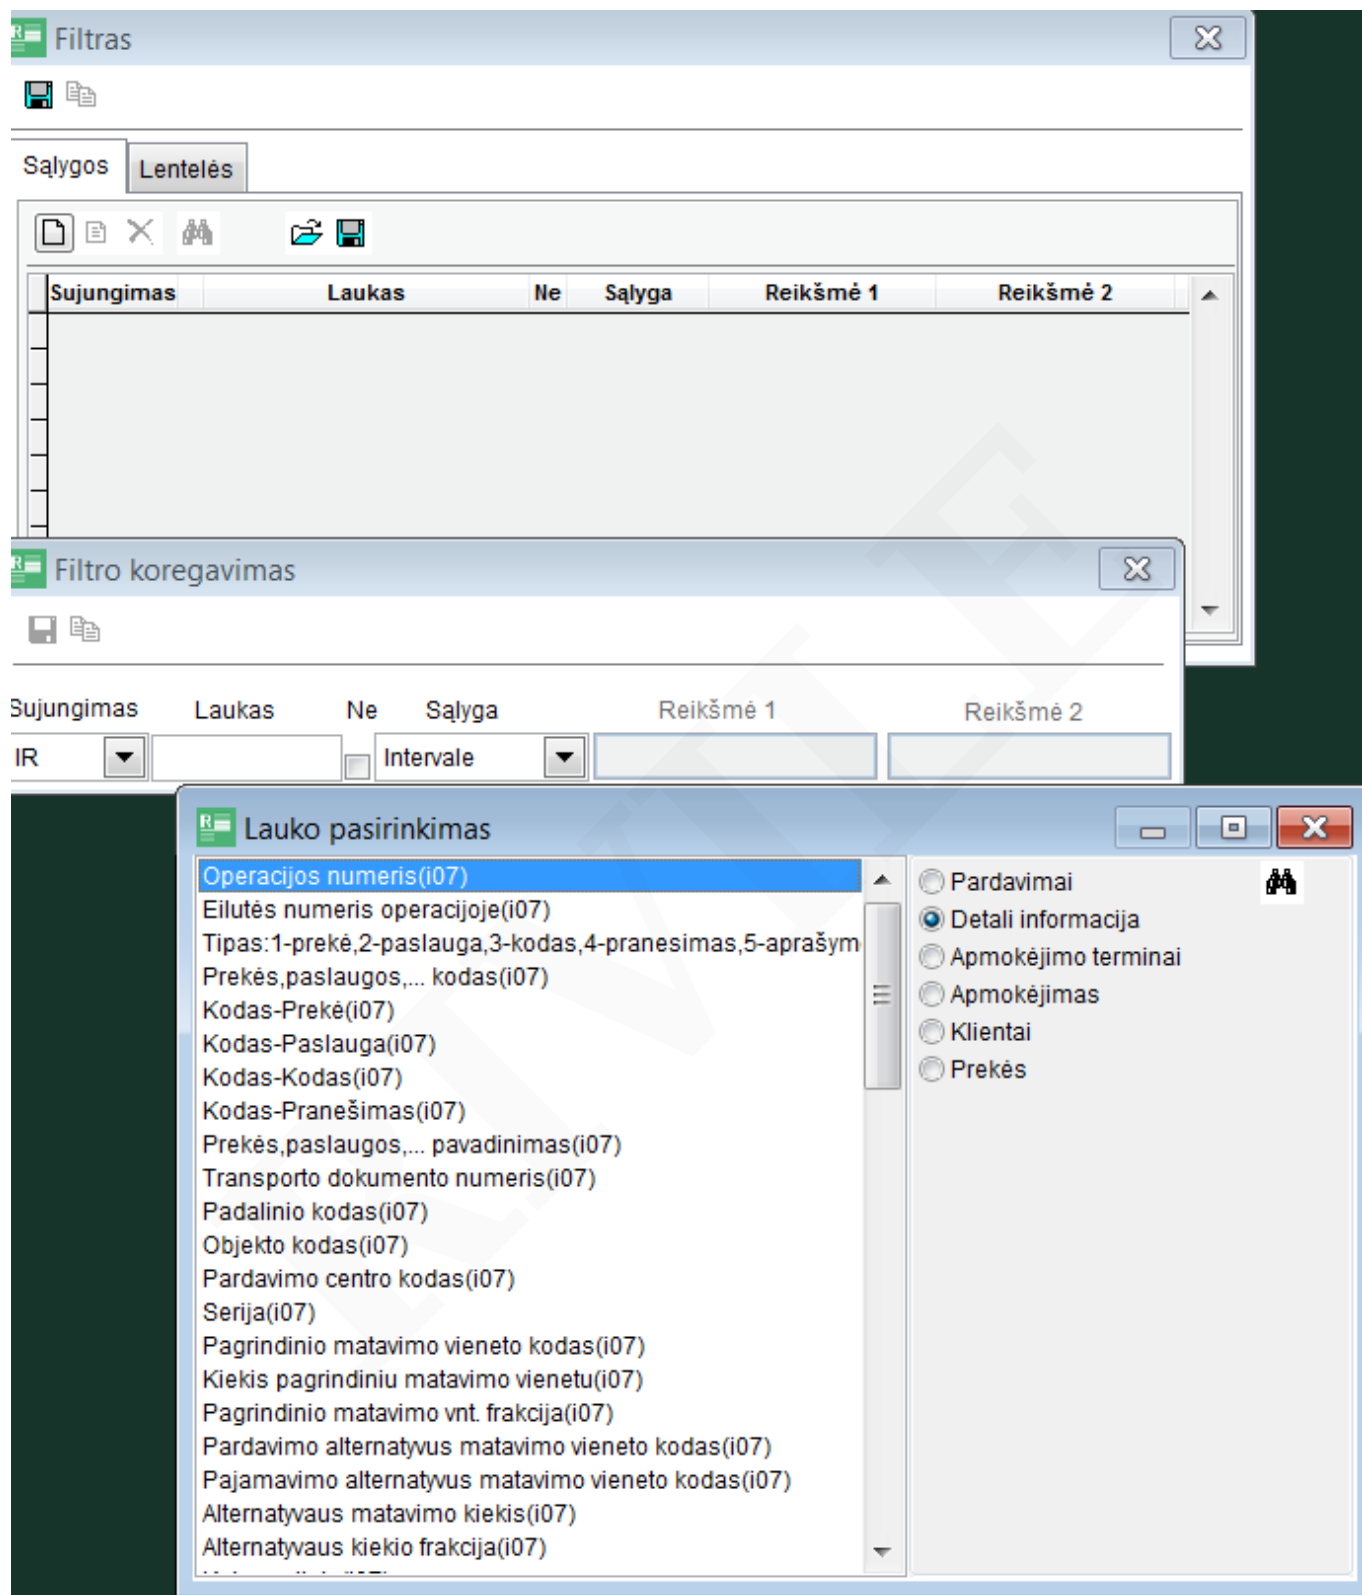 Filtras
Sąlygos Lentelės
Sujungimas Laukas Ne Sąlyga Reikšmė 1 Reikšmė 2
Filtro koregavimas
Sujungimas Laukas Ne Sąlyga Reikšmė 1 Reikšmė 2
IR Intervale
Lauko pasirinkimas
Operacijos numeris(i07)
Eilutės numeris operacijoje(i07)
Tipas:1-prekė,2-paslauga,3-kodas,4-pranesimas,5-aprašym
Prekės,paslaugos,... kodas(i07)
Kodas-Prekė(i07)
Kodas-Paslauga(i07)
Kodas-Kodas(i07)
Kodas-Pranešimas(i07)
Prekės,paslaugos,... pavadinimas(i07)
Transporto dokumento numeris(i07)
Padalinio kodas(i07)
Objekto kodas(i07)
Pardavimo centro kodas(i07)
Serija(i07)
Pagrindinio matavimo vieneto kodas(i07)
Kiekis pagrindiniu matavimo vienetu(i07)
Pagrindinio matavimo vnt. frakcija(i07)
Pardavimo alternatyvus matavimo vieneto kodas(i07)
Pajamavimo alternatyvus matavimo vieneto kodas(i07)
Alternatyvaus matavimo kiekis(i07)
Alternatyvaus kiekio frakcija(i07)
Pardavimai
Detali informacija
Apmokėjimo terminai
Apmokėjimas
Klientai
Prekės
RIVILE